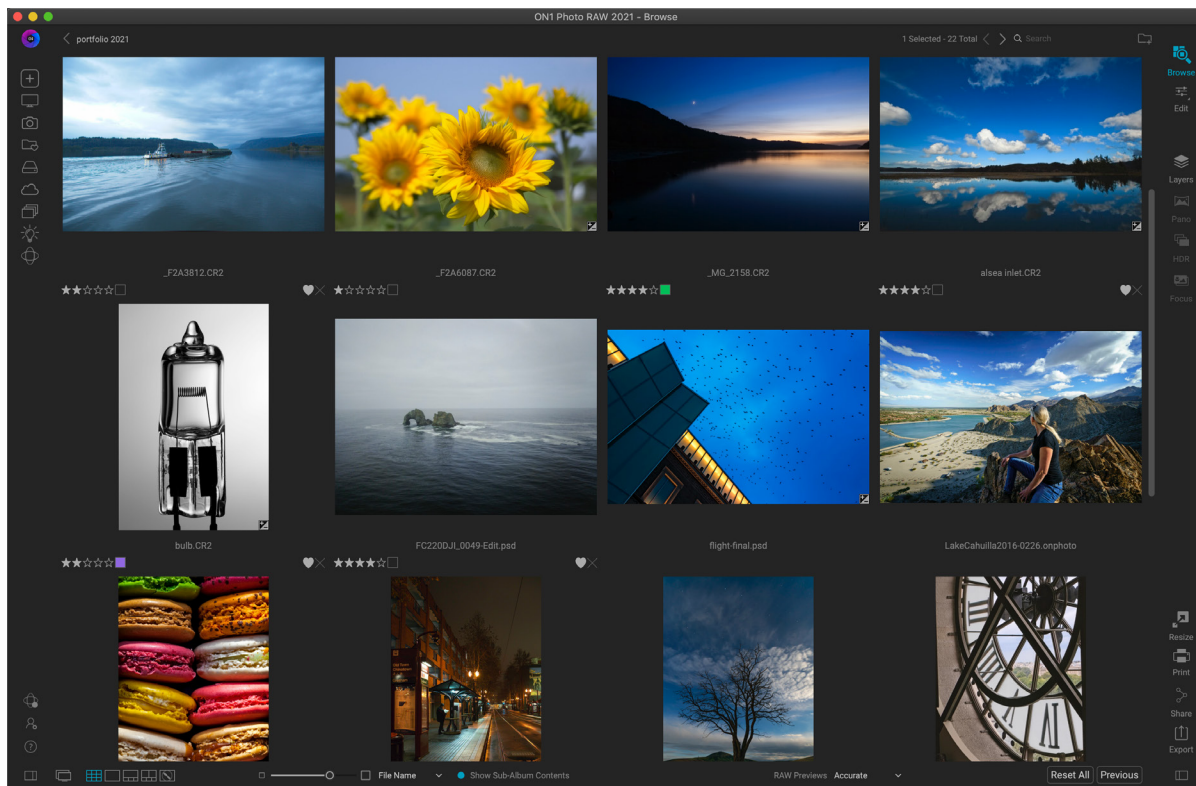 ON1 Photo RAW 2021 - Browse
portfolio 2021
1 Selected - 22 Total
Search
Browse
Edit
Layers
Pano
HDR
Focus
_F2A3812.CR2
_F2A6087.CR2
_MG_2158.CR2
alsea inlet.CR2
bulb.CR2
FC220DJI_0049-Edit.psd
flight-final.psd
LakeCahuilla2016-0226.onphoto
Resize
Print
Share
Export
File Name
Show Sub-Album Contents
RAW Previews Accurate
Reset All
Previous